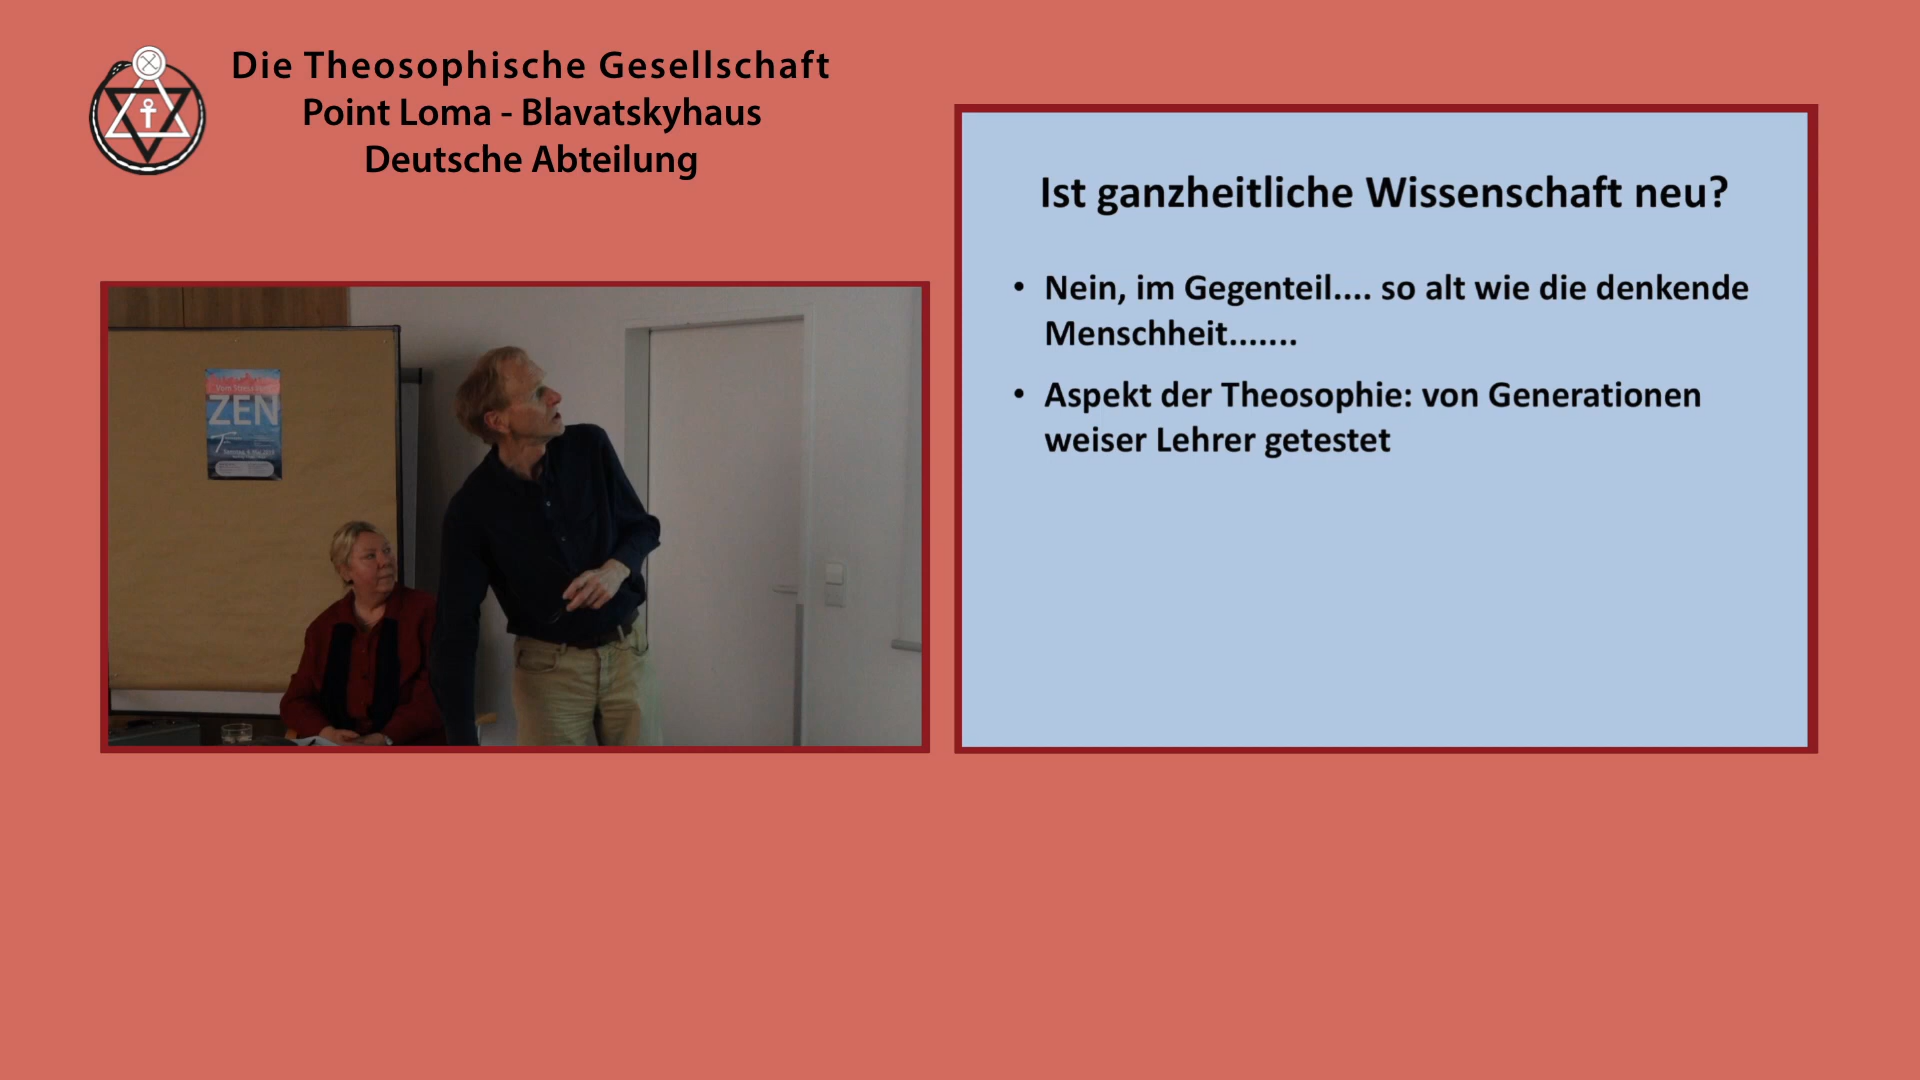 Die Theosophische Gesellschaft
Point Loma - Blavatskyhaus
Deutsche Abteilung
Ist ganzheitliche Wissenschaft neu?
• Nein, im Gegenteil.... so alt wie die denkende
Menschheit.......
• Aspekt der Theosophie: von Generationen
weiser Lehrer getestet
ZEN